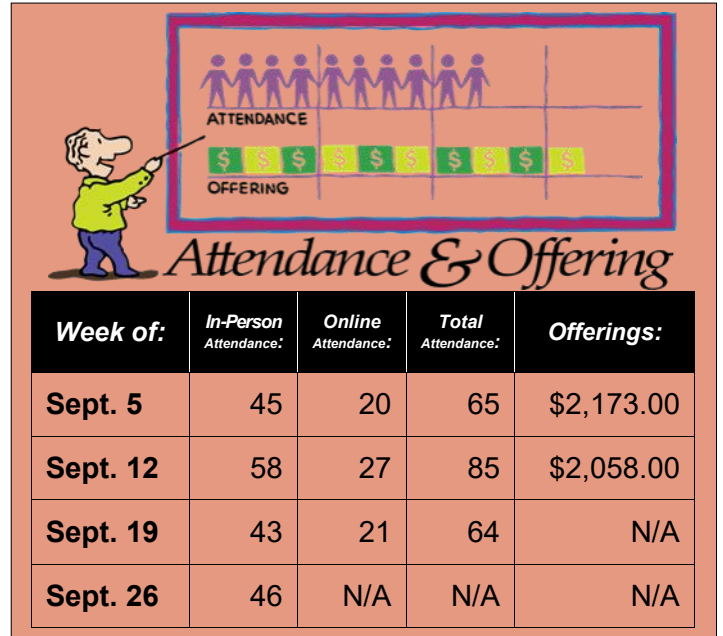 ATTENDANCE
$ $ $ $ $ $ $ $ $ $
OFFERING
Attendance & Offering
Week of: In-Person Attendance: Online Attendance: Total Attendance: Offerings:
Sept. 5 45 20 65 $2,173.00
Sept. 12 58 27 85 $2,058.00
Sept. 19 43 21 64 N/A
Sept. 26 46 N/A N/A N/A